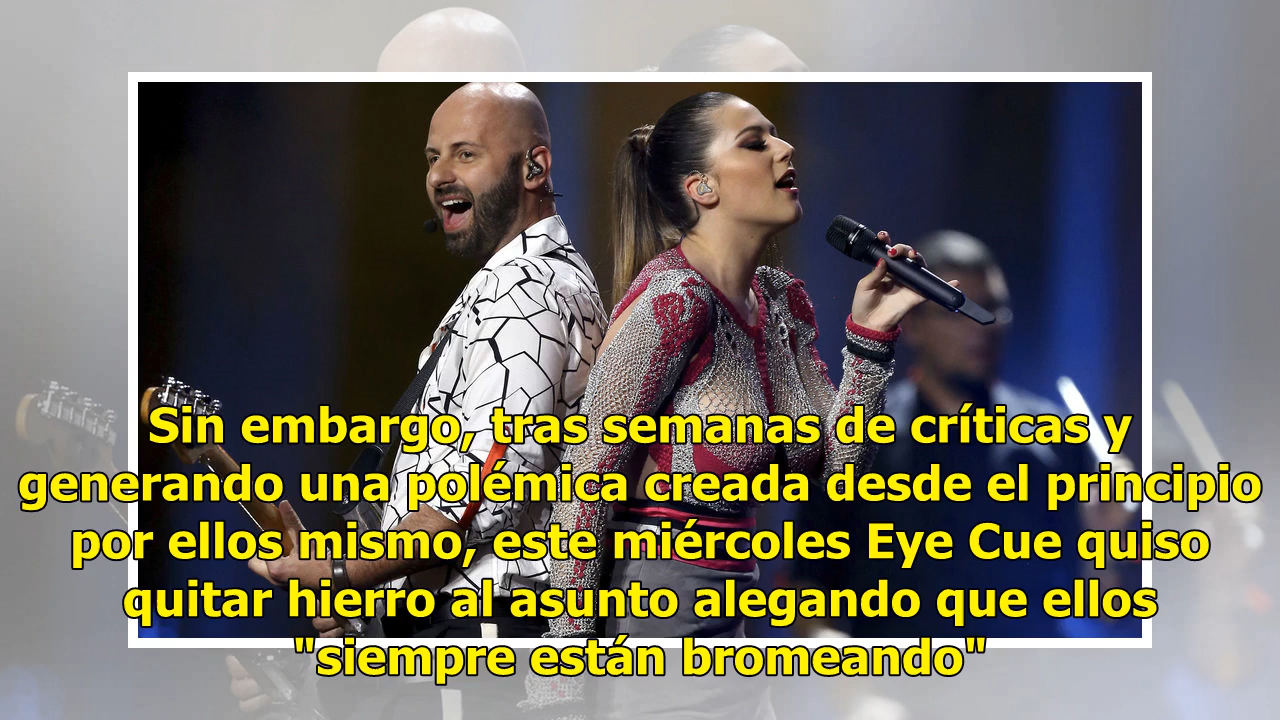 Sin embargo, tras semanas de críticas y
generando una polémica creada desde el principio
por ellos mismo, este miércoles Eye Cue quiso
quitar hierro al asunto alegando que ellos
"siempre están bromeando"